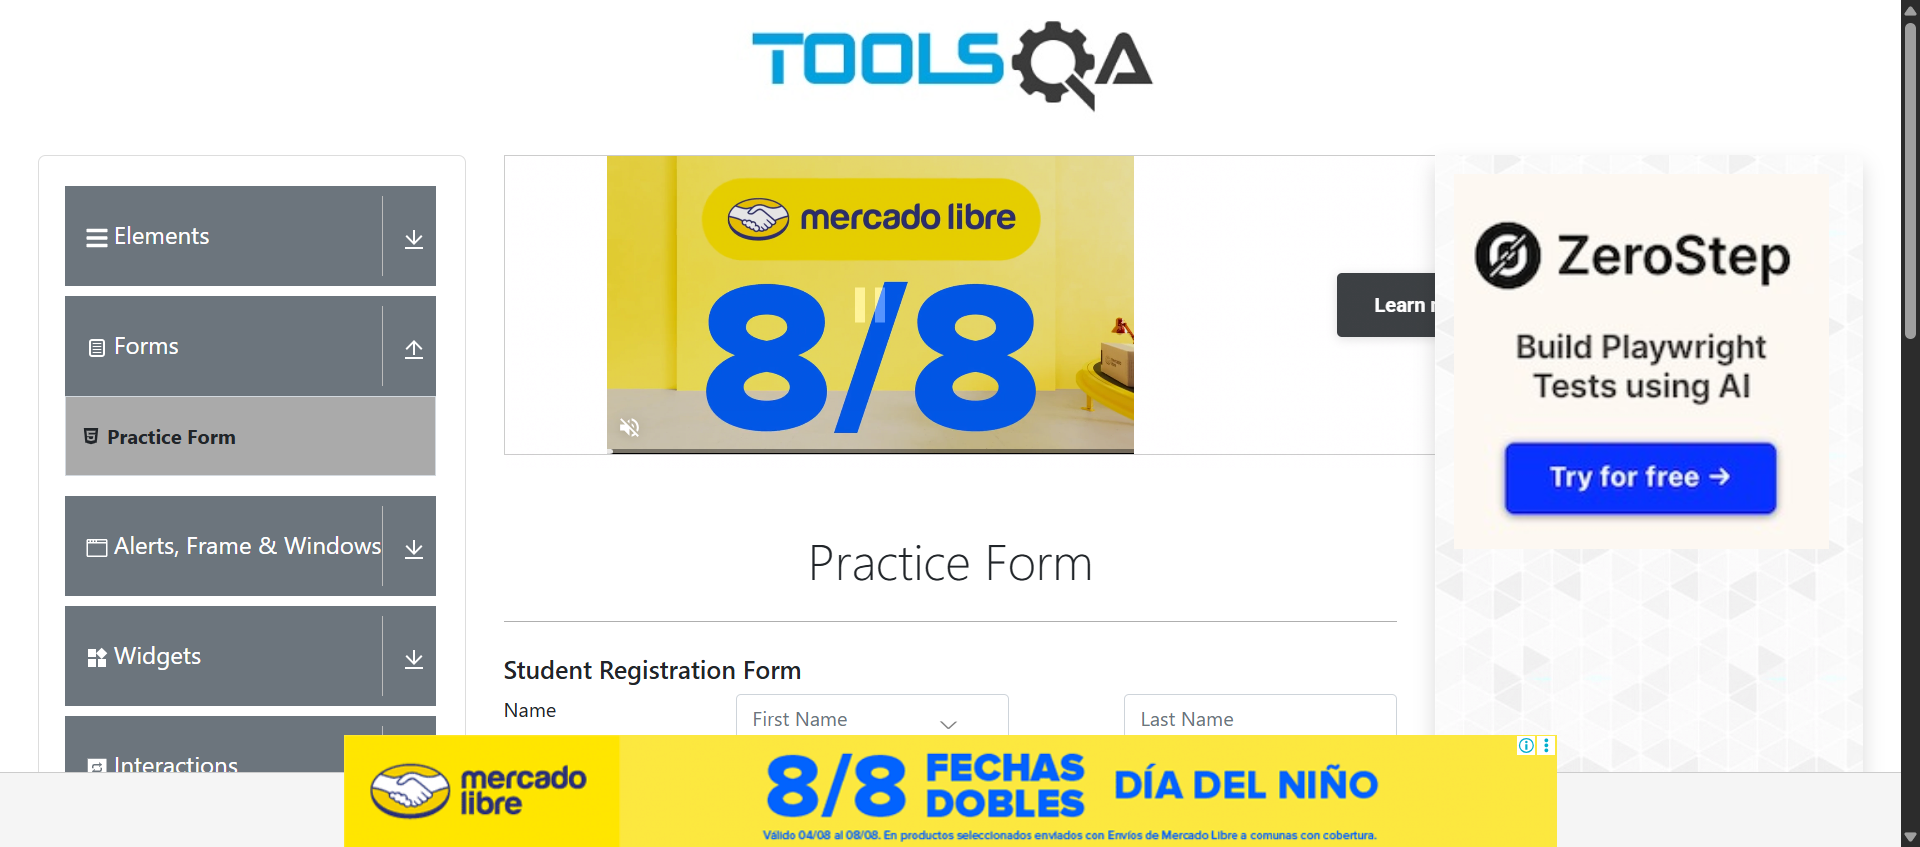 TOOLSQA
Elements
Forms
Practice Form
Alerts, Frame & Windows
Widgets
Interactions
mercado libre
8/8
Learn
ZeroStep
Build Playwright
Tests using AI
Try for free →
Practice Form
Student Registration Form
Name
First Name
Last Name
mercado
libre
8/8
FECHAS
DOBLES
DÍA DEL NIÑO
Válido 04/08 al 08/08. En productos seleccionados enviados con Envíos de Mercado Libre a comunas con cobertura.